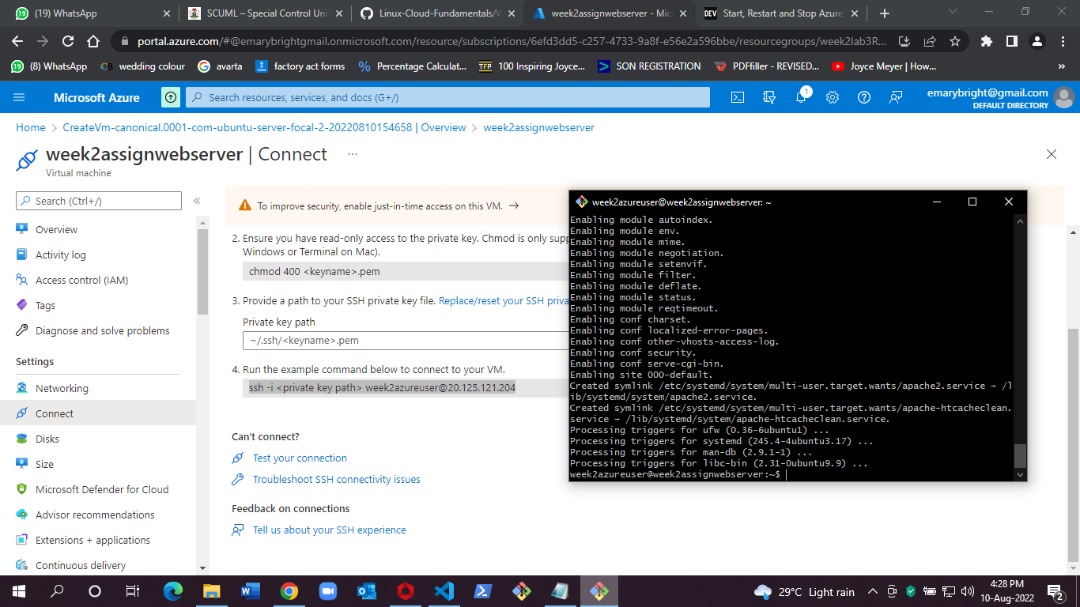 (19) WhatsApp
SCUML – Special Control Uni
Linux-Cloud-Fundamentals/
week2assignwebserver - Mic
DEV
Start, Restart and Stop Azure
portal.azure.com/#@emarybrightgmail.onmicrosoft.com/resource/subscriptions/6efd3dd5-c257-4733-9a8f-e56e2a596bbe/resourcegroups/week2lab3R...
(8) WhatsApp
wedding colour
avarta
factory act forms
Percentage Calculat...
TFP
100 Inspiring Joyce...
SON REGISTRATION
PDFfiller - REVISED...
Joyce Meyer | How...
Microsoft Azure
Search resources, services, and docs (G+/)
1
emarybright@gmail.com
DEFAULT DIRECTORY
Home > CreateVm-canonical.0001-com-ubuntu-server-focal-2-20220810154658 | Overview > week2assignwebserver
week2assignwebserver | Connect ...
Virtual machine
Search (Ctrl+/)
Overview
Activity log
Access control (IAM)
Tags
Diagnose and solve problems
Settings
Networking
Connect
Disks
Size
Microsoft Defender for Cloud
Advisor recommendations
Extensions + applications
Continuous delivery
To improve security, enable just-in-time access on this VM. →
2. Ensure you have read-only access to the private key. Chmod is only sup
Windows or Terminal on Mac).
chmod 400 <keyname>.pem
3. Provide a path to your SSH private key file. Replace/reset your SSH priva
Private key path
~/.ssh/<keyname>.pem
4. Run the example command below to connect to your VM.
ssh -i <private key path> week2azureuser@20.125.121.204
Can't connect?
Test your connection
Troubleshoot SSH connectivity issues
Feedback on connections
Tell us about your SSH experience
week2azureuser@week2assignwebserver: ~
Enabling module autoindex.
Enabling module env.
Enabling module mime.
Enabling module negotiation.
Enabling module setenvif.
Enabling module filter.
Enabling module deflate.
Enabling module status.
Enabling module reqtimeout.
Enabling conf charset.
Enabling conf localized-error-pages.
Enabling conf other-vhosts-access-log.
Enabling conf security.
Enabling conf serve-cgi-bin.
Enabling site 000-default.
Created symlink /etc/systemd/system/multi-user.target.wants/apache2.service → /l
ib/systemd/system/apache2.service.
Created symlink /etc/systemd/system/multi-user.target.wants/apache-htcacheclean.
service → /lib/systemd/system/apache-htcacheclean.service.
Processing triggers for ufw (0.36-6ubuntu1) ...
Processing triggers for systemd (245.4-4ubuntu3.17) ...
Processing triggers for man-db (2.9.1-1) ...
Processing triggers for libc-bin (2.31-0ubuntu9.9) ...
week2azureuser@week2assignwebserver:~$
29°C Light rain
4:28 PM
10-Aug-2022
2